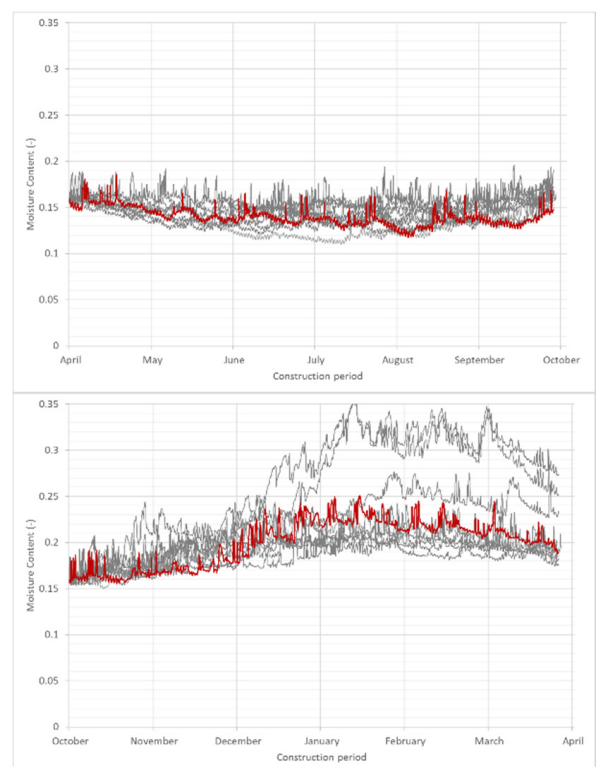 0.35
0.3
0.25
0.2
0.15
0.1
0.05
0
Moisture Content (-)
April May June July August September October
Construction period
0.35
0.3
0.25
0.2
0.15
0.1
0.05
0
Moisture Content (-)
October November December January February March April
Construction period